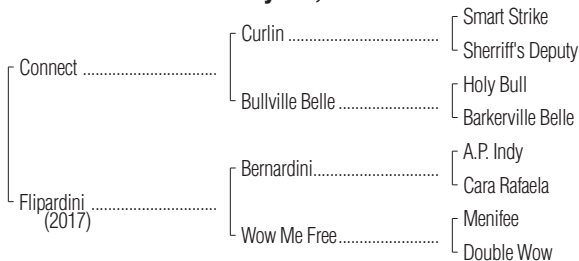 Smart Strike
Curlin
Sherriff's Deputy
Connect
Holy Bull
Bullville Belle
Barkerville Belle
A.P. Indy
Bernardini
Cara Rafaela
Flipardini
(2017)
Menifee
Wow Me Free
Double Wow